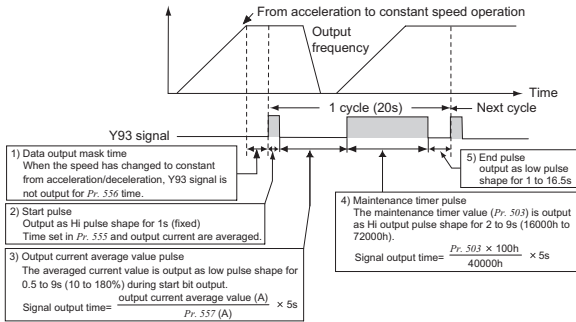 From acceleration to constant speed operation
Output
frequency
Time
1 cycle (20s)
Next cycle
Y93 signal
1) Data output mask time
When the speed has changed to constant
from acceleration/deceleration, Y93 signal is
not output for Pr. 556 time.
2) Start pulse
Output as Hi pulse shape for 1s (fixed)
Time set in Pr. 555 and output current are averaged.
3) Output current average value pulse
The averaged current value is output as low pulse shape for
0.5 to 9s (10 to 180%) during start bit output.
Signal output time= output current average value (A) / Pr. 557 (A) × 5s
5) End pulse
output as low pulse
shape for 1 to 16.5s
4) Maintenance timer pulse
The maintenance timer value (Pr. 503) is output
as Hi output pulse shape for 2 to 9s (16000h to
72000h).
Signal output time= Pr. 503 × 100h / 40000h × 5s